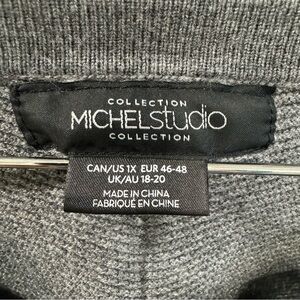 COLLECTION
MICHELstudio
COLLECTION
CAN/US 1X EUR 46-48
UK/AU 18-20
MADE IN CHINA
FABRIQUÉ EN CHINE